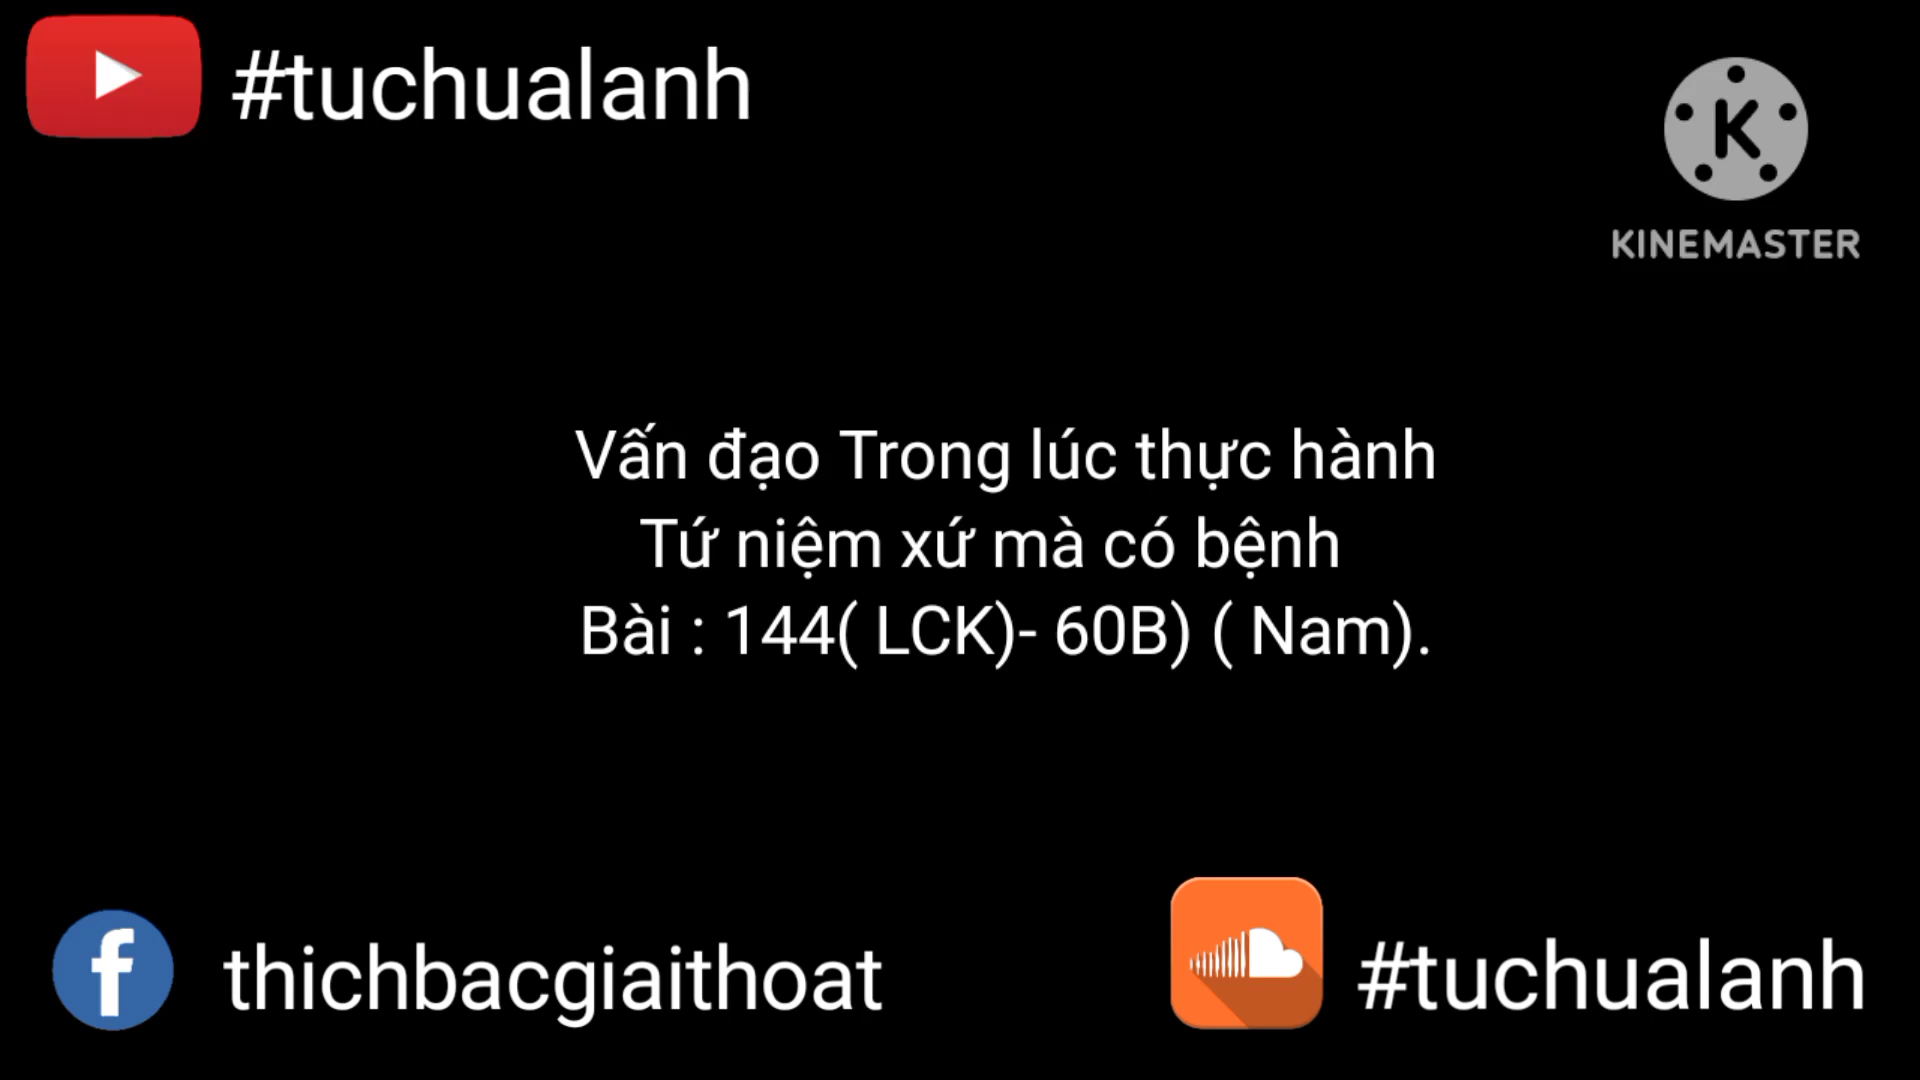 #tuchualanh
K
KINEMASTER
Vấn đạo Trong lúc thực hành
Tứ niệm xứ mà có bệnh
Bài : 144( LCK)- 60B) ( Nam).
f
thichbacgiaithoat
#tuchualanh